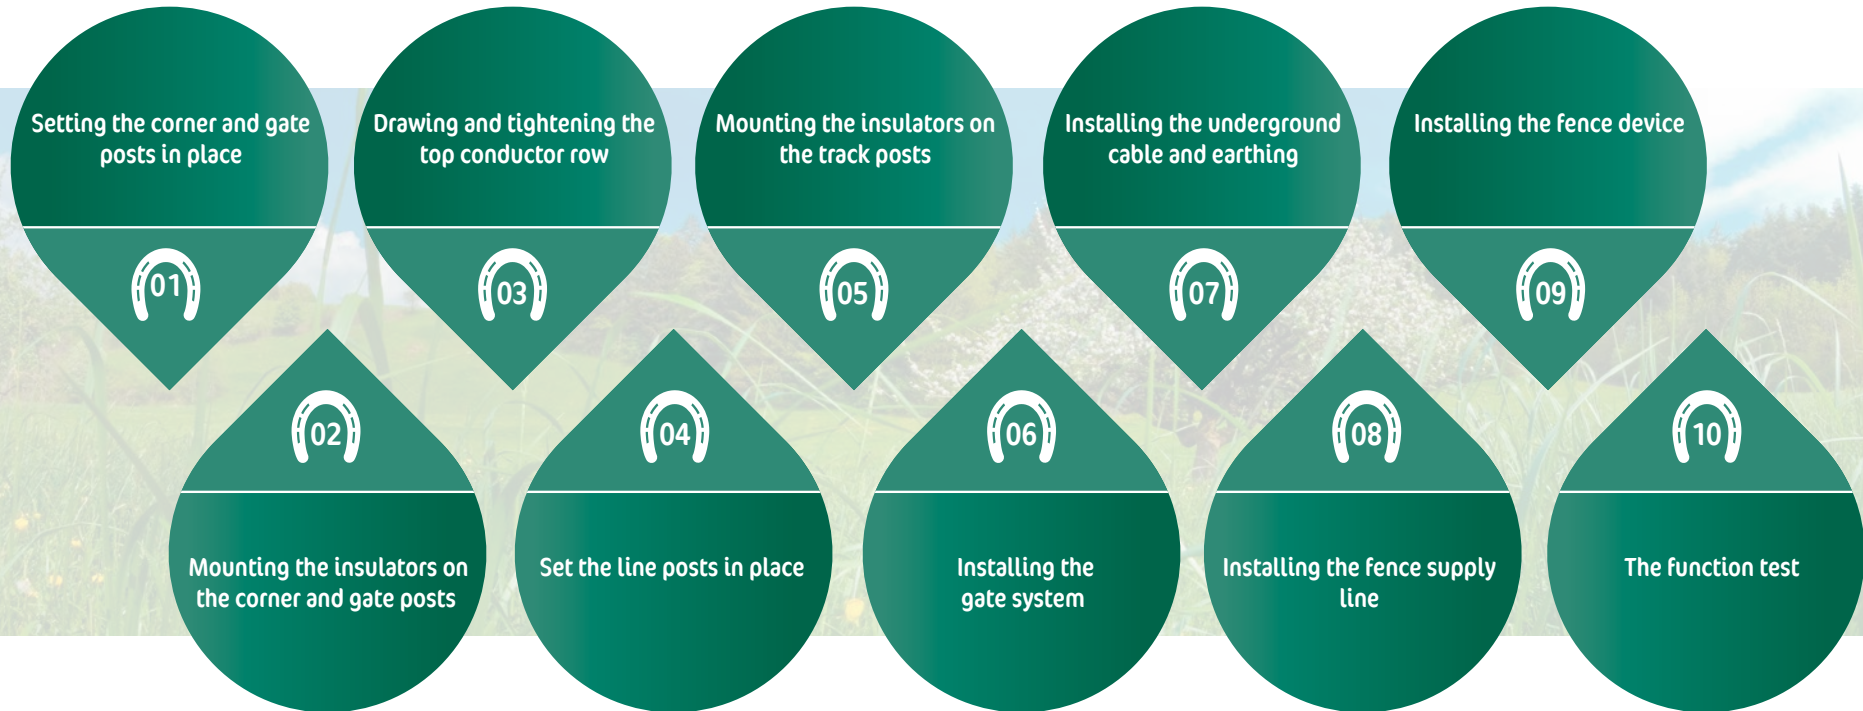 Setting the corner and gate
posts in place
01
02
Mounting the insulators on
the corner and gate posts
Drawing and tightening the
top conductor row
03
04
Set the line posts in place
Mounting the insulators on
the track posts
05
06
Installing the
gate system
Installing the underground
cable and earthing
07
08
Installing the fence supply
line
Installing the fence device
09
10
The function test